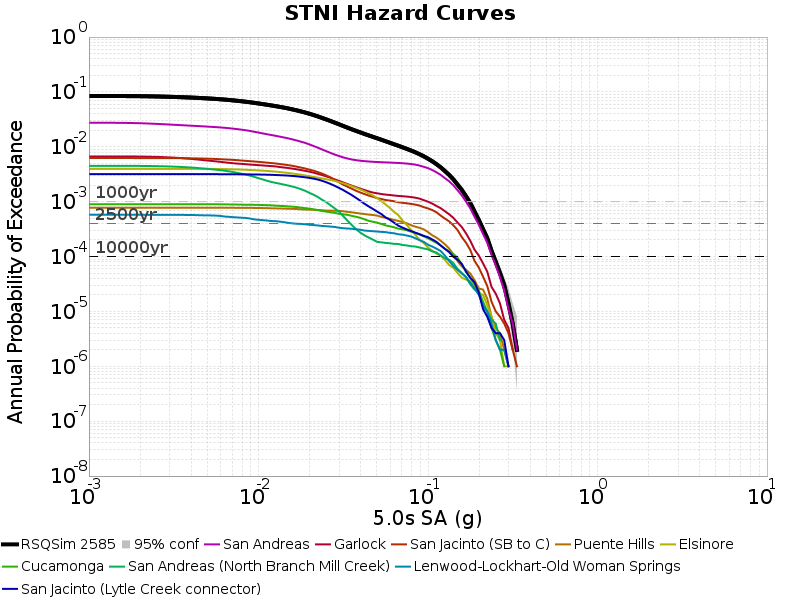 STNI Hazard Curves
Annual Probability of Exceedance
10^0
10^-1
10^-2
10^-3
10^-4
10^-5
10^-6
10^-7
10^-8
1000yr
2500yr
10000yr
10^-3 10^-2 10^-1 10^0 10^1
5.0s SA (g)
RSQSim 2585 95% conf San Andreas Garlock San Jacinto (SB to C) Puente Hills Elsinore
Cucamonga San Andreas (North Branch Mill Creek) Lenwood-Lockhart-Old Woman Springs
San Jacinto (Lytle Creek connector)